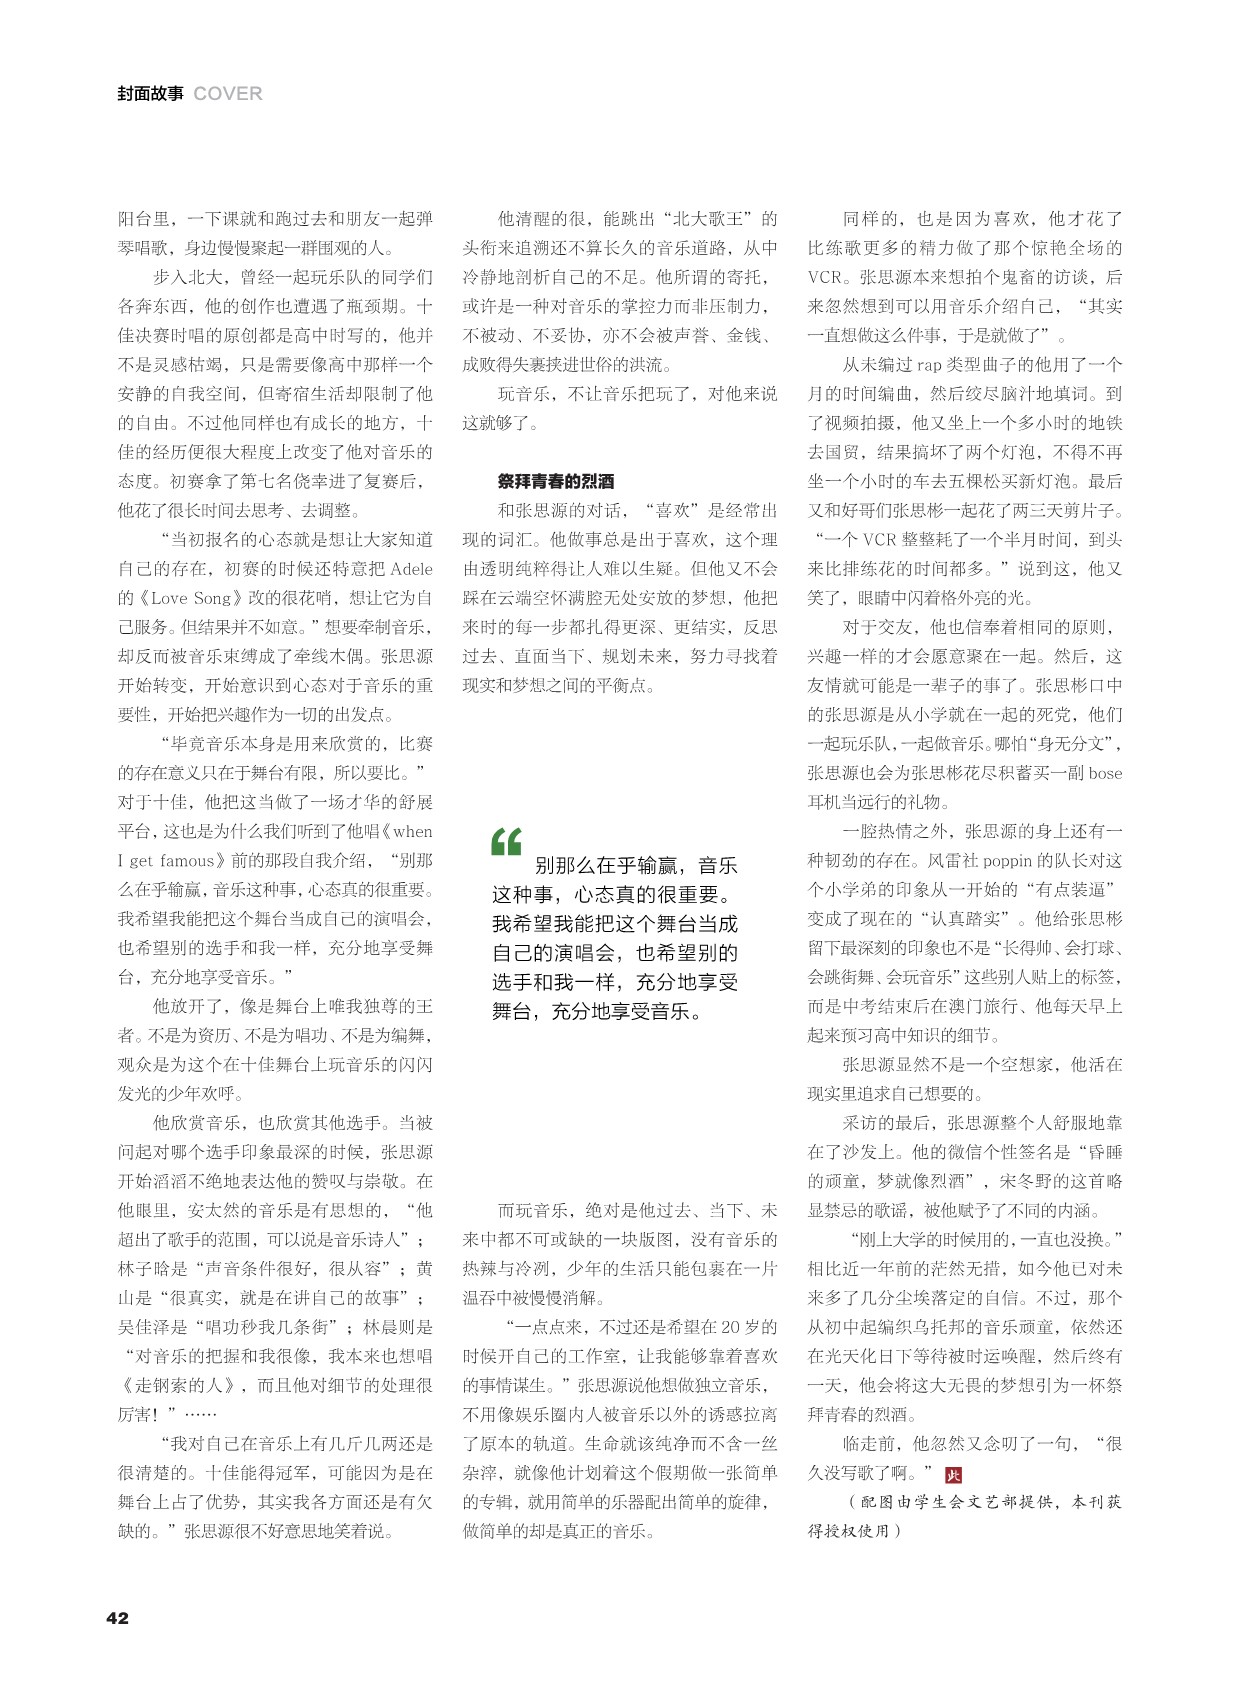 封面故事 COVER
阳台里，一下课就和跑过去和朋友一起弹
琴唱歌，身边慢慢聚起一群围观的人。
步入北大，曾经一起玩乐队的同学们
各奔东西，他的创作也遭遇了瓶颈期。十
佳决赛时唱的原创都是高中时写的，他并
不是灵感枯竭，只是需要像高中那样一个
安静的自我空间，但寄宿生活却限制了他
的自由。不过他同样也有成长的地方，十
佳的经历便很大程度上改变了他对音乐的
态度。初赛拿了第七名侥幸进了复赛后，
他花了很长时间去思考、去调整。
“当初报名的心态就是想让大家知道
自己的存在，初赛的时候还特意把 Adele
的《Love Song》改的很花哨，想让它为自
己服务。但结果并不如意。”想要牵制音乐，
却反而被音乐束缚成了牵线木偶。张思源
开始转变，开始意识到心态对于音乐的重
要性，开始把兴趣作为一切的出发点。
“毕竟音乐本身是用来欣赏的，比赛
的存在意义只在于舞台有限，所以要比。”
对于十佳，他把这当做了一场才华的舒展
平台，这也是为什么我们听到了他唱《when
I get famous》前的那段自我介绍，“别那
么在乎输赢，音乐这种事，心态真的很重要。
我希望我能把这个舞台当成自己的演唱会，
也希望别的选手和我一样，充分地享受舞
台，充分地享受音乐。”
他放开了，像是舞台上唯我独尊的王
者。不是为资历、不是为唱功、不是为编舞，
观众是为这个在十佳舞台上玩音乐的闪闪
发光的少年欢呼。
他欣赏音乐，也欣赏其他选手。当被
问起对哪个选手印象最深的时候，张思源
开始滔滔不绝地表达他的赞叹与崇敬。在
他眼里，安太然的音乐是有思想的，“他
超出了歌手的范围，可以说是音乐诗人”；
林子晗是“声音条件很好，很从容”；黄
山是“很真实，就是在讲自己的故事”；
吴佳泽是“唱功秒我几条街”；林晨则是
“对音乐的把握和我很像，我本来也想唱
《走钢索的人》，而且他对细节的处理很
厉害！”……
“我对自己在音乐上有几斤几两还是
很清楚的。十佳能得冠军，可能因为是在
舞台上占了优势，其实我各方面还是有欠
缺的。”张思源很不好意思地笑着说。
他清醒的很，能跳出“北大歌王”的
头衔来追溯还不算长久的音乐道路，从中
冷静地剖析自己的不足。他所谓的寄托，
或许是一种对音乐的掌控力而非压制力，
不被动、不妥协，亦不会被声誉、金钱、
成败得失裹挟进世俗的洪流。
玩音乐，不让音乐把玩了，对他来说
这就够了。
祭拜青春的烈酒
和张思源的对话，“喜欢”是经常出
现的词汇。他做事总是出于喜欢，这个理
由透明纯粹得让人难以生疑。但他又不会
踩在云端空怀满腔无处安放的梦想，他把
来时的每一步都扎得更深、更结实，反思
过去、直面当下、规划未来，努力寻找着
现实和梦想之间的平衡点。
“
别那么在乎输赢，音乐
这种事，心态真的很重要。
我希望我能把这个舞台当成
自己的演唱会，也希望别的
选手和我一样，充分地享受
舞台，充分地享受音乐。
而玩音乐，绝对是他过去、当下、未
来中都不可或缺的一块版图，没有音乐的
热辣与冷冽，少年的生活只能包裹在一片
温吞中被慢慢消解。
“一点点来，不过还是希望在 20 岁的
时候开自己的工作室，让我能够靠着喜欢
的事情谋生。”张思源说他想做独立音乐，
不用像娱乐圈内人被音乐以外的诱惑拉离
了原本的轨道。生命就该纯净而不含一丝
杂滓，就像他计划着这个假期做一张简单
的专辑，就用简单的乐器配出简单的旋律，
做简单的却是真正的音乐。
同样的，也是因为喜欢，他才花了
比练歌更多的精力做了那个惊艳全场的
VCR。张思源本来想拍个鬼畜的访谈，后
来忽然想到可以用音乐介绍自己，“其实
一直想做这么件事，于是就做了”。
从未编过 rap 类型曲子的他用了一个
月的时间编曲，然后绞尽脑汁地填词。到
了视频拍摄，他又坐上一个多小时的地铁
去国贸，结果搞坏了两个灯泡，不得不再
坐一个小时的车去五棵松买新灯泡。最后
又和好哥们张思彬一起花了两三天剪片子。
“一个 VCR 整整耗了一个半月时间，到头
来比排练花的时间都多。”说到这，他又
笑了，眼睛中闪着格外亮的光。
对于交友，他也信奉着相同的原则，
兴趣一样的才会愿意聚在一起。然后，这
友情就可能是一辈子的事了。张思彬口中
的张思源是从小学就在一起的死党，他们
一起玩乐队，一起做音乐。哪怕“身无分文”，
张思源也会为张思彬花尽积蓄买一副 bose
耳机当远行的礼物。
一腔热情之外，张思源的身上还有一
种韧劲的存在。风雷社 poppin 的队长对这
个小学弟的印象从一开始的“有点装逼”
变成了现在的“认真踏实”。他给张思彬
留下最深刻的印象也不是“长得帅、会打球、
会跳街舞、会玩音乐”这些别人贴上的标签，
而是中考结束后在澳门旅行、他每天早上
起来预习高中知识的细节。
张思源显然不是一个空想家，他活在
现实里追求自己想要的。
采访的最后，张思源整个人舒服地靠
在了沙发上。他的微信个性签名是“昏睡
的顽童，梦就像烈酒”，宋冬野的这首略
显禁忌的歌谣，被他赋予了不同的内涵。
“刚上大学的时候用的，一直也没换。”
相比近一年前的茫然无措，如今他已对未
来多了几分尘埃落定的自信。不过，那个
从初中起编织乌托邦的音乐顽童，依然还
在光天化日下等待被时运唤醒，然后终有
一天，他会将这大无畏的梦想引为一杯祭
拜青春的烈酒。
临走前，他忽然又念叨了一句，“很
久没写歌了啊。” 此
（配图由学生会文艺部提供，本刊获
得授权使用）
42